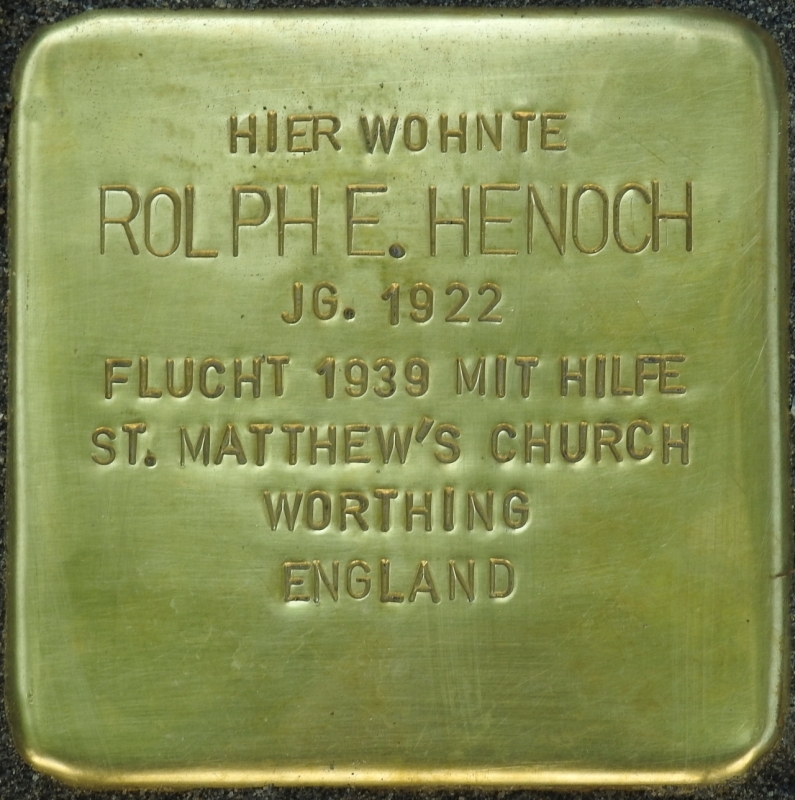 HIER WOHNTE
ROLPH E. HENOCH
JG. 1922
FLUCHT 1939 MIT HILFE
ST. MATTHEW'S CHURCH
WORTHING
ENGLAND